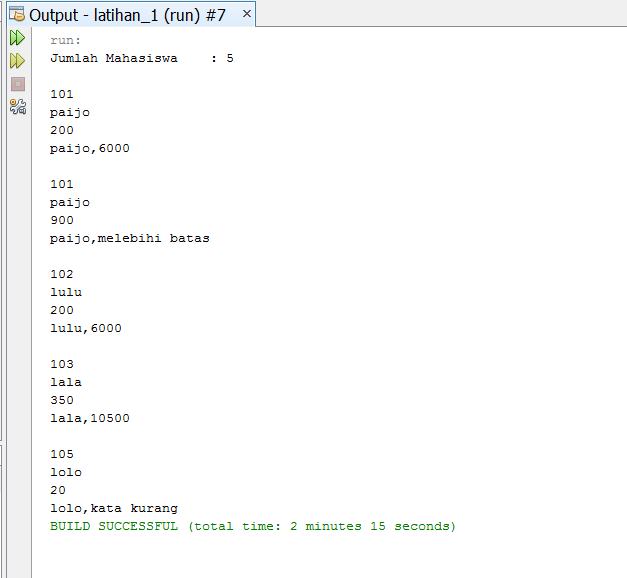 Output - latihan_1 (run) #7
run:
Jumlah Mahasiswa    : 5
101
paijo
200
paijo,6000
101
paijo
900
paijo,melebihi batas
102
lulu
200
lulu,6000
103
lala
350
lala,10500
105
lolo
20
lolo,kata kurang
BUILD SUCCESSFUL (total time: 2 minutes 15 seconds)